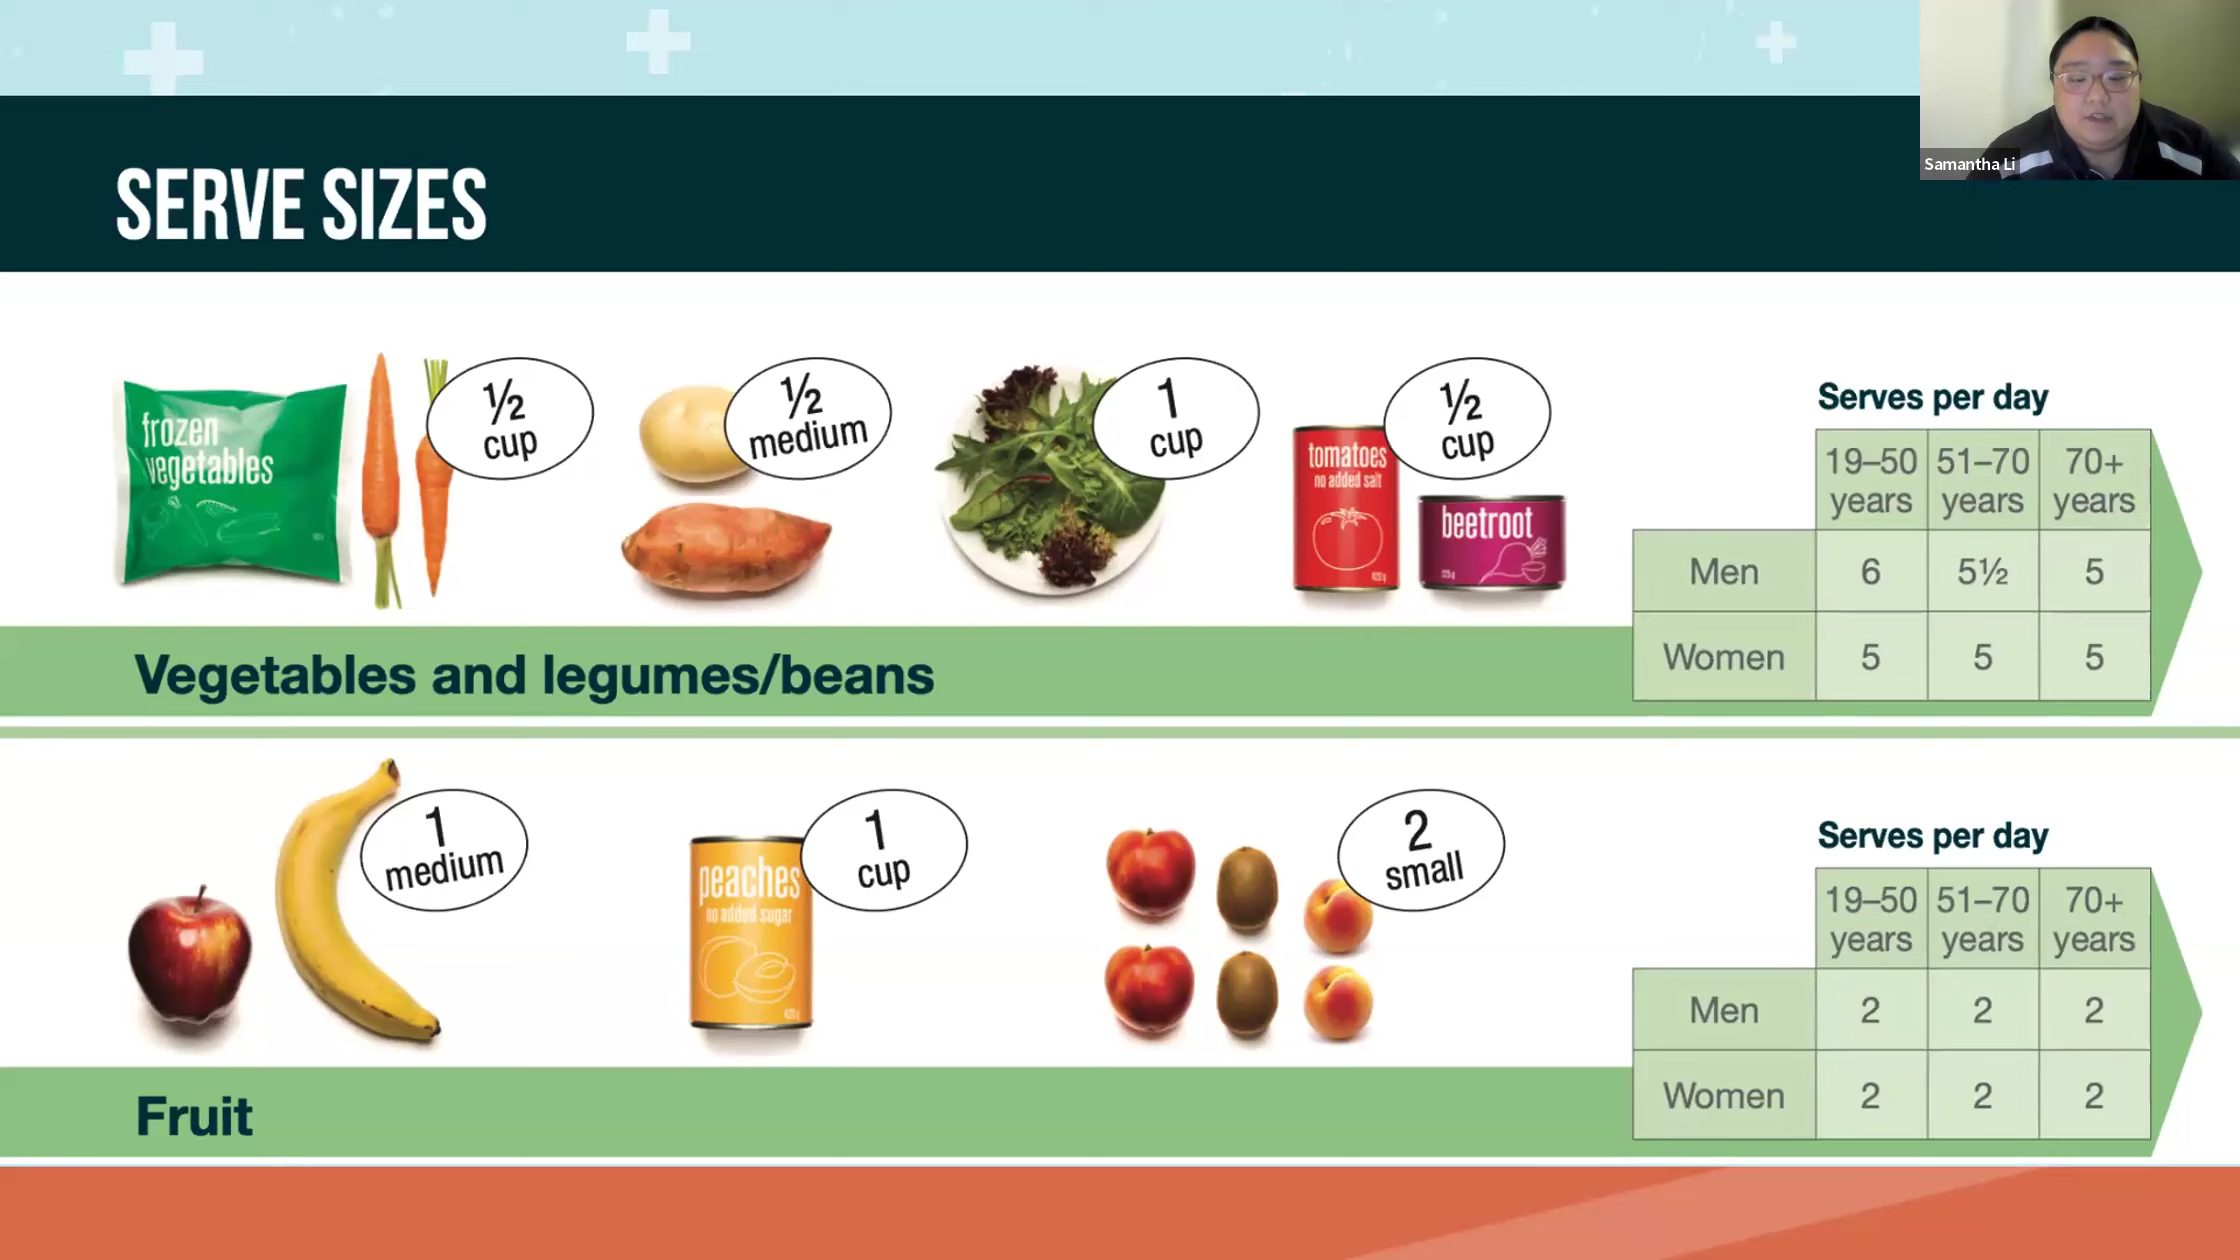 Samantha Li
SERVE SIZES
frozen
vegetables
½
cup
½
medium
1
cup
tomatoes
no added salt
½
cup
beetroot
Serves per day
19–50 years 51–70 years 70+ years
Men 6 5½ 5
Women 5 5 5
Vegetables and legumes/beans
1
medium
peaches
no added sugar
1
cup
2
small
Serves per day
19–50 years 51–70 years 70+ years
Men 2 2 2
Women 2 2 2
Fruit